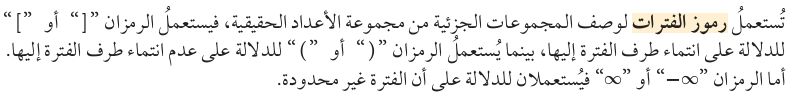 تُستعملُ رموز الفترات لوصف المجموعات الجزئية من مجموعة الأعداد الحقيقية، فيستعملُ الرمزان ”[“ أو ”]“
للدلالة على انتماء طرف الفترة إليها، بينما يُستعملُ الرمزان ”(“ أو ”)“ للدلالة على عدم انتماء طرف الفترة إليها.
أما الرمزان ”∞−“ أو ”∞“ فيُستعملان للدلالة على أن الفترة غير محدودة.